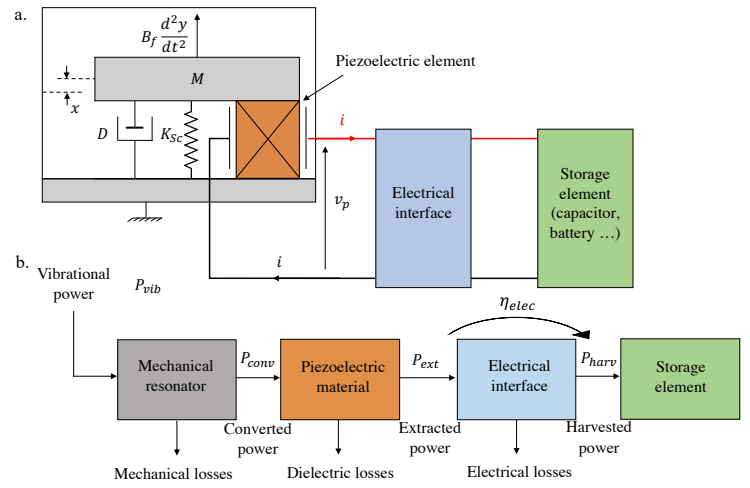 a.
B_f d²y/dt²
M
Piezoelectric element
x
D
K_Sc
i
v_p
Electrical
interface
Storage
element
(capacitor,
battery …)
i
b.
Vibrational
power
P_vib
η_elec
Mechanical
resonator
P_conv
Piezoelectric
material
P_ext
Electrical
interface
P_harv
Storage
element
Converted
power
Extracted
power
Harvested
power
Mechanical losses
Dielectric losses
Electrical losses